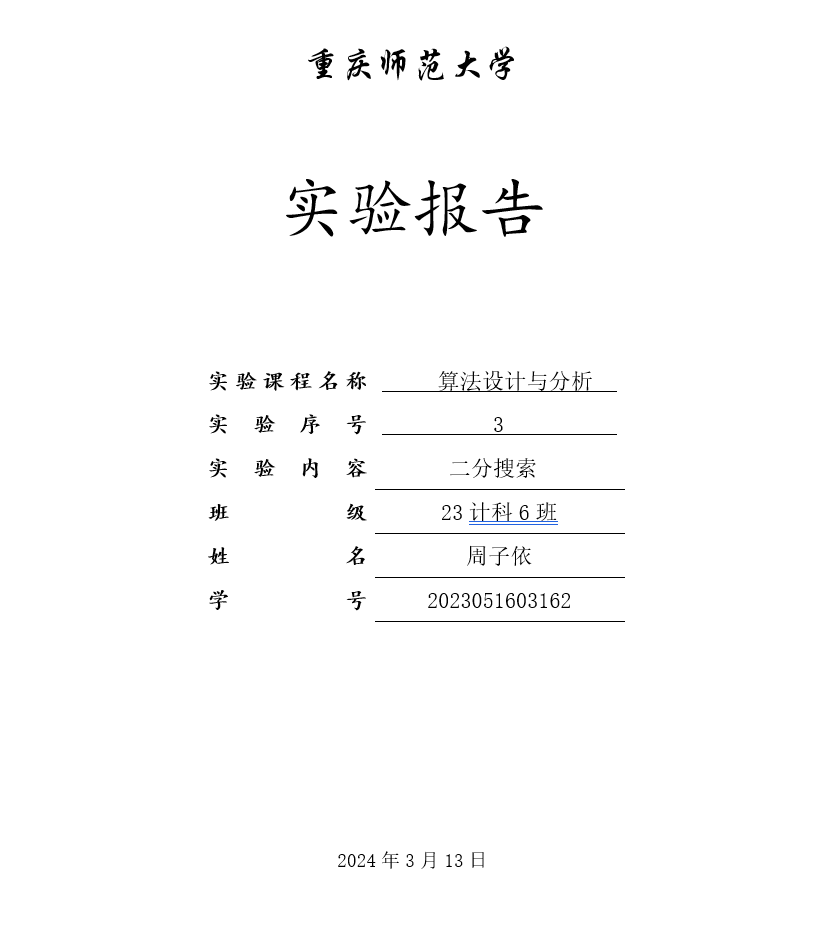 重庆师范大学
实验报告
实验课程名称 算法设计与分析
实验序号 3
实验内容 二分搜索
班级 23 计科 6 班
姓名 周子依
学号 2023051603162
2024 年 3 月 13 日